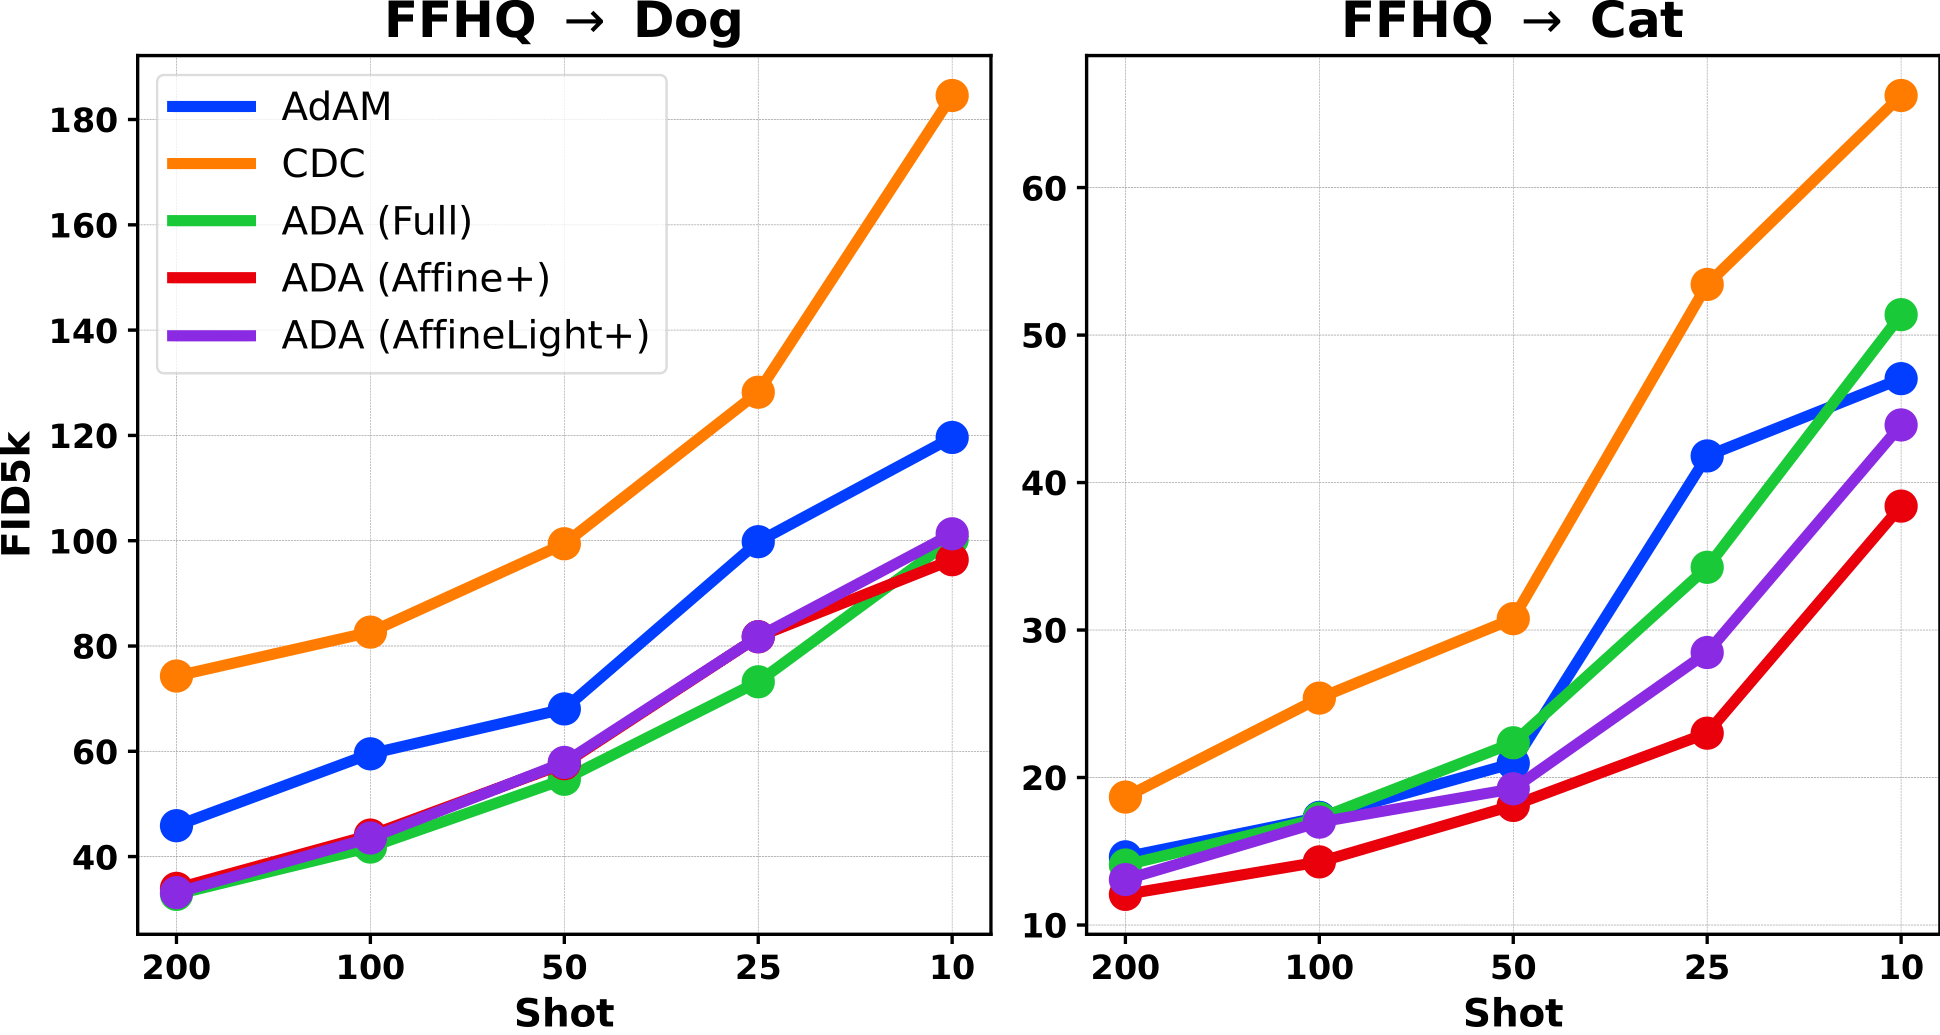 FFHQ → Dog
FID5k
180
160
140
120
100
80
60
40
AdAM
CDC
ADA (Full)
ADA (Affine+)
ADA (AffineLight+)
200 100 50 25 10
Shot
FFHQ → Cat
60
50
40
30
20
10
200 100 50 25 10
Shot